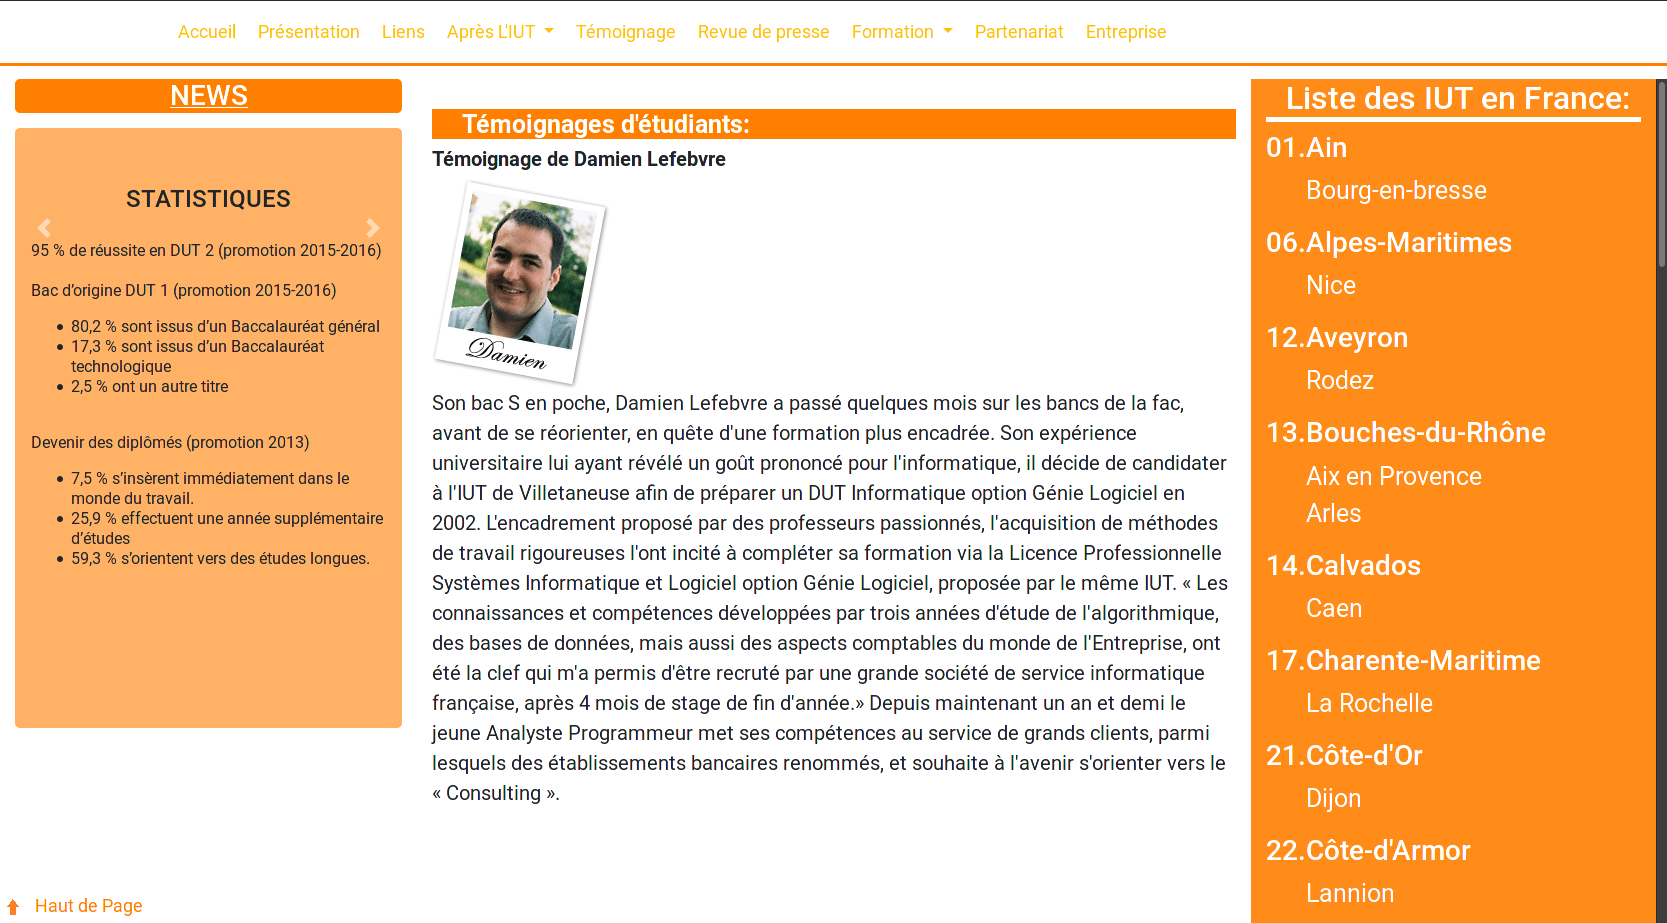 Accueil Présentation Liens Après L'IUT Témoignage Revue de presse Formation Partenariat Entreprise
NEWS
STATISTIQUES
95 % de réussite en DUT 2 (promotion 2015-2016)
Bac d’origine DUT 1 (promotion 2015-2016)
• 80,2 % sont issus d’un Baccalauréat général
• 17,3 % sont issus d’un Baccalauréat
technologique
• 2,5 % ont un autre titre
Devenir des diplômés (promotion 2013)
• 7,5 % s’insèrent immédiatement dans le
monde du travail.
• 25,9 % effectuent une année supplémentaire
d’études
• 59,3 % s’orientent vers des études longues.
Témoignages d'étudiants:
Témoignage de Damien Lefebvre
Damien
Son bac S en poche, Damien Lefebvre a passé quelques mois sur les bancs de la fac,
avant de se réorienter, en quête d'une formation plus encadrée. Son expérience
universitaire lui ayant révélé un goût prononcé pour l'informatique, il décide de candidater
à l'IUT de Villetaneuse afin de préparer un DUT Informatique option Génie Logiciel en
2002. L'encadrement proposé par des professeurs passionnés, l'acquisition de méthodes
de travail rigoureuses l'ont incité à compléter sa formation via la Licence Professionnelle
Systèmes Informatique et Logiciel option Génie Logiciel, proposée par le même IUT. « Les
connaissances et compétences développées par trois années d'étude de l'algorithmique,
des bases de données, mais aussi des aspects comptables du monde de l'Entreprise, ont
été la clef qui m'a permis d'être recruté par une grande société de service informatique
française, après 4 mois de stage de fin d'année.» Depuis maintenant un an et demi le
jeune Analyste Programmeur met ses compétences au service de grands clients, parmi
lesquels des établissements bancaires renommés, et souhaite à l'avenir s'orienter vers le
« Consulting ».
Liste des IUT en France:
01.Ain
Bourg-en-bresse
06.Alpes-Maritimes
Nice
12.Aveyron
Rodez
13.Bouches-du-Rhône
Aix en Provence
Arles
14.Calvados
Caen
17.Charente-Maritime
La Rochelle
21.Côte-d'Or
Dijon
22.Côte-d'Armor
Lannion
Haut de Page